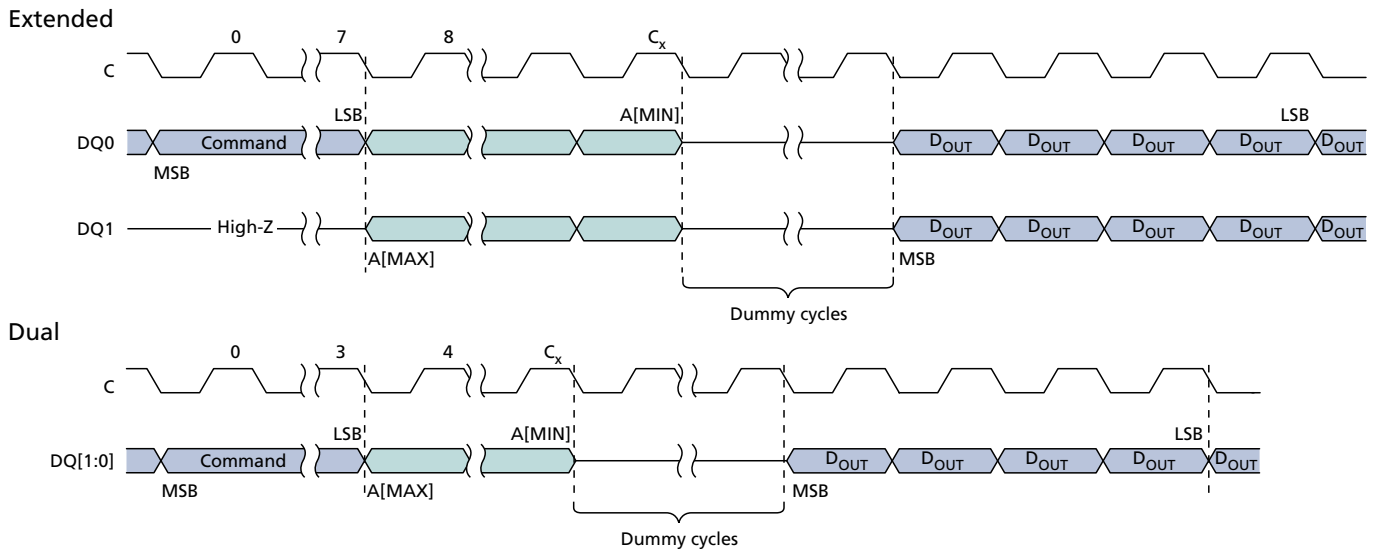 Extended
0 7 8 Cx
C
LSB A[MIN] LSB
DQ0 Command DOUT DOUT DOUT DOUT DOUT
MSB
DQ1 High-Z DOUT DOUT DOUT DOUT DOUT
A[MAX] MSB
Dummy cycles
Dual
0 3 4 Cx
C
LSB A[MIN] LSB
DQ[1:0] Command DOUT DOUT DOUT DOUT DOUT
MSB A[MAX] MSB
Dummy cycles